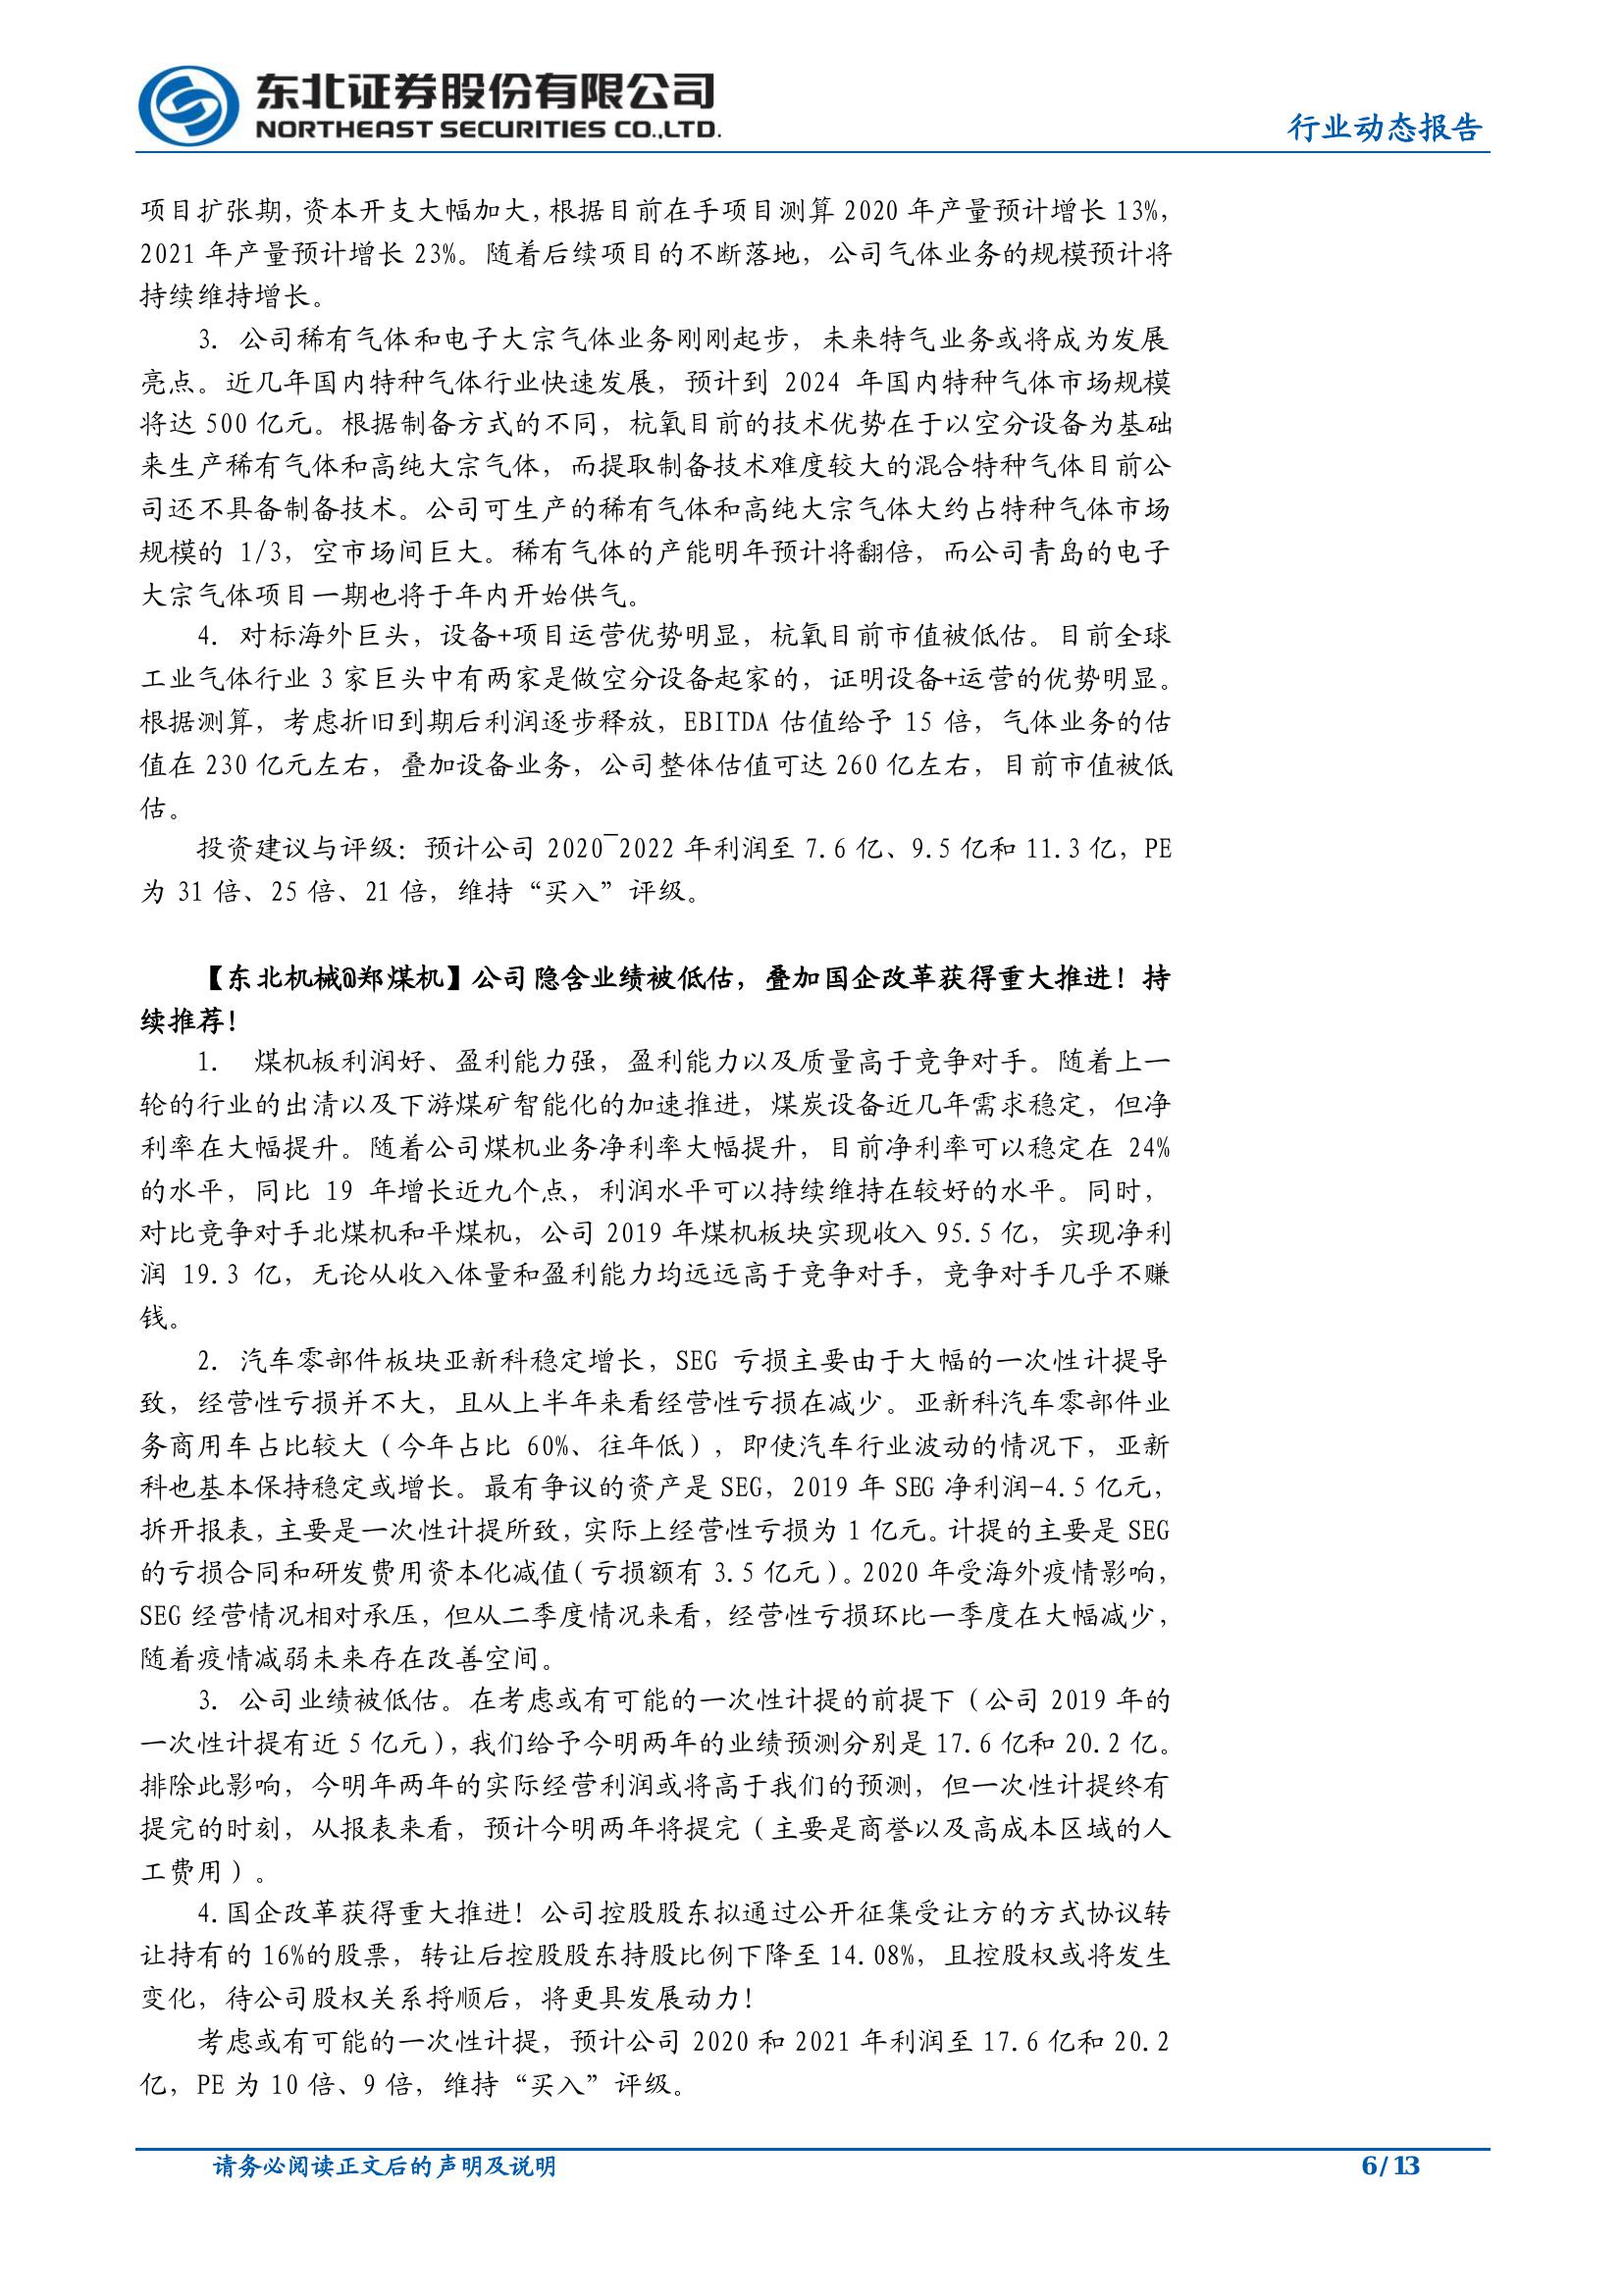 东北证券股份有限公司
NORTHEAST SECURITIES CO.,LTD.
行业动态报告
项目扩张期，资本开支大幅加大，根据目前在手项目测算 2020 年产量预计增长 13%，
2021 年产量预计增长 23%。随着后续项目的不断落地，公司气体业务的规模预计将
持续维持增长。
3. 公司稀有气体和电子大宗气体业务刚刚起步，未来特气业务或将成为发展
亮点。近几年国内特种气体行业快速发展，预计到 2024 年国内特种气体市场规模
将达 500 亿元。根据制备方式的不同，杭氧目前的技术优势在于以空分设备为基础
来生产稀有气体和高纯大宗气体，而提取制备技术难度较大的混合特种气体目前公
司还不具备制备技术。公司可生产的稀有气体和高纯大宗气体大约占特种气体市场
规模的 1/3，空市场间巨大。稀有气体的产能明年预计将翻倍，而公司青岛的电子
大宗气体项目一期也将于年内开始供气。
4. 对标海外巨头，设备+项目运营优势明显，杭氧目前市值被低估。目前全球
工业气体行业 3 家巨头中有两家是做空分设备起家的，证明设备+运营的优势明显。
根据测算，考虑折旧到期后利润逐步释放，EBITDA 估值给予 15 倍，气体业务的估
值在 230 亿元左右，叠加设备业务，公司整体估值可达 260 亿左右，目前市值被低
估。
投资建议与评级：预计公司 2020‾2022 年利润至 7.6 亿、9.5 亿和 11.3 亿，PE
为 31 倍、25 倍、21 倍，维持“买入”评级。
【东北机械@郑煤机】公司隐含业绩被低估，叠加国企改革获得重大推进！持
续推荐！
1. 煤机板利润好、盈利能力强，盈利能力以及质量高于竞争对手。随着上一
轮的行业的出清以及下游煤矿智能化的加速推进，煤炭设备近几年需求稳定，但净
利率在大幅提升。随着公司煤机业务净利率大幅提升，目前净利率可以稳定在 24%
的水平，同比 19 年增长近九个点，利润水平可以持续维持在较好的水平。同时，
对比竞争对手北煤机和平煤机，公司 2019 年煤机板块实现收入 95.5 亿，实现净利
润 19.3 亿，无论从收入体量和盈利能力均远远高于竞争对手，竞争对手几乎不赚
钱。
2. 汽车零部件板块亚新科稳定增长，SEG 亏损主要由于大幅的一次性计提导
致，经营性亏损并不大，且从上半年来看经营性亏损在减少。亚新科汽车零部件业
务商用车占比较大（今年占比 60%、往年低），即使汽车行业波动的情况下，亚新
科也基本保持稳定或增长。最有争议的资产是 SEG，2019 年 SEG 净利润-4.5 亿元，
拆开报表，主要是一次性计提所致，实际上经营性亏损为 1 亿元。计提的主要是 SEG
的亏损合同和研发费用资本化减值（亏损额有 3.5 亿元）。2020 年受海外疫情影响，
SEG 经营情况相对承压，但从二季度情况来看，经营性亏损环比一季度在大幅减少，
随着疫情减弱未来存在改善空间。
3. 公司业绩被低估。在考虑或有可能的一次性计提的前提下（公司 2019 年的
一次性计提有近 5 亿元），我们给予今明两年的业绩预测分别是 17.6 亿和 20.2 亿。
排除此影响，今明年两年的实际经营利润或将高于我们的预测，但一次性计提终有
提完的时刻，从报表来看，预计今明两年将提完（主要是商誉以及高成本区域的人
工费用）。
4.国企改革获得重大推进！公司控股股东拟通过公开征集受让方的方式协议转
让持有的 16%的股票，转让后控股股东持股比例下降至 14.08%，且控股权或将发生
变化，待公司股权关系捋顺后，将更具发展动力！
考虑或有可能的一次性计提，预计公司 2020 和 2021 年利润至 17.6 亿和 20.2
亿，PE 为 10 倍、9 倍，维持“买入”评级。
请务必阅读正文后的声明及说明
6/13